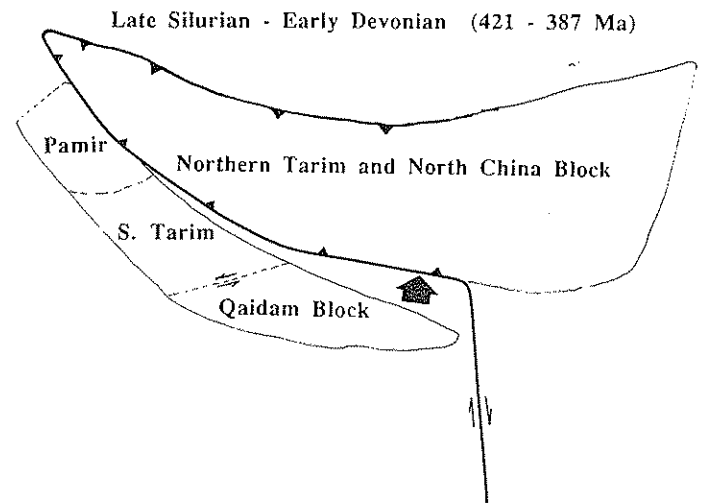 Late Silurian - Early Devonian (421 - 387 Ma)
Pamir
Northern Tarim and North China Block
S. Tarim
Qaidam Block